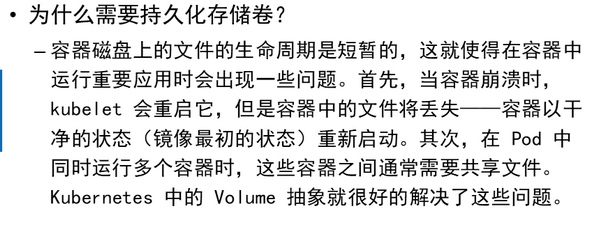 • 为什么需要持久化存储卷？
– 容器磁盘上的文件的生命周期是短暂的，这就使得在容器中
运行重要应用时会出现一些问题。首先，当容器崩溃时，
kubelet 会重启它，但是容器中的文件将丢失——容器以干
净的状态（镜像最初的状态）重新启动。其次，在 Pod 中
同时运行多个容器时，这些容器之间通常需要共享文件。
Kubernetes 中的 Volume 抽象就很好的解决了这些问题。